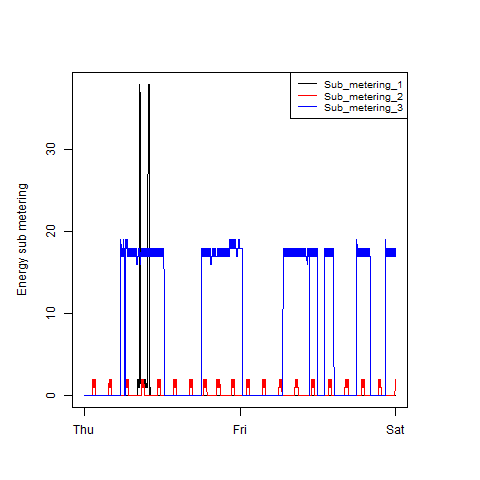 Sub_metering_1
Sub_metering_2
Sub_metering_3
Energy sub metering
30
20
10
0
Thu Fri Sat